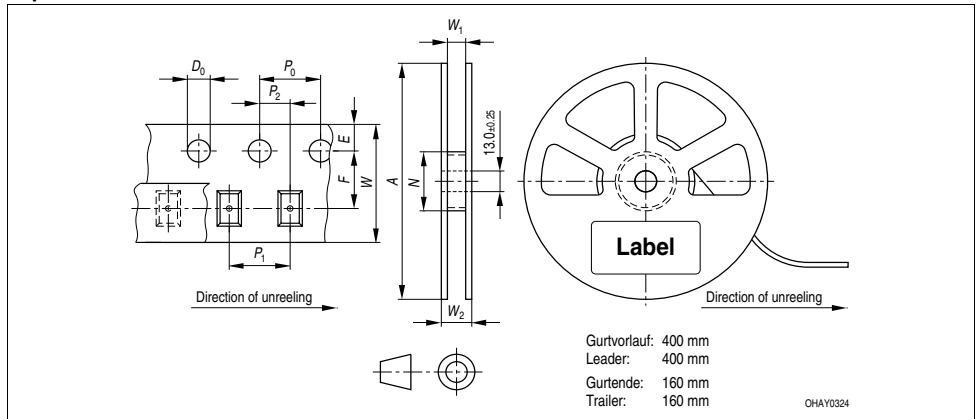 W1
D0
P0
P2
E
F
W
A
N
13.0±0.25
P1
W2
Label
Direction of unreeling
Direction of unreeling
Gurtvorlauf: 400 mm
Leader: 400 mm
Gurtende: 160 mm
Trailer: 160 mm
OHAY0324